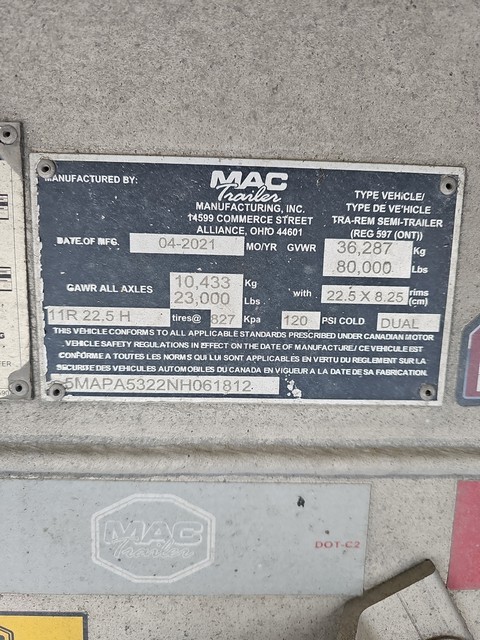 MANUFACTURED BY:
MAC
Trailer
MANUFACTURING, INC.
14599 COMMERCE STREET
ALLIANCE, OHIO 44601
TYPE VEHICLE/
TYPE DE VEHICLE
TRA-REM SEMI-TRAILER
(REG 597 (ONT))
DATE OF MFG. 04-2021 MO/YR GVWR 36,287 Kg
80,000 Lbs
GAWR ALL AXLES 10,433 Kg
23,000 Lbs
with 22.5 X 8.25 rims (cm)
11R 22.5 H tires@ 827 Kpa 120 PSI COLD DUAL
THIS VEHICLE CONFORMS TO ALL APPLICABLE STANDARDS PRESCRIBED UNDER CANADIAN MOTOR
VEHICLE SAFETY REGULATIONS IN EFFECT ON THE DATE OF MANUFACTURE / CE VEHICULE EST
CONFORME A TOUTES LES NORMS QUI LUI SONT APPLICABLES EN VERTU DU REGLEMENT SUR LA
SECURITE DES VEHICULES AUTOMOBILES DU CANADA EN VIGUEUR A LA DATE DE SA FABRICATION.
5MAPA5322NH061812
MAC
Trailer
DOT-C2